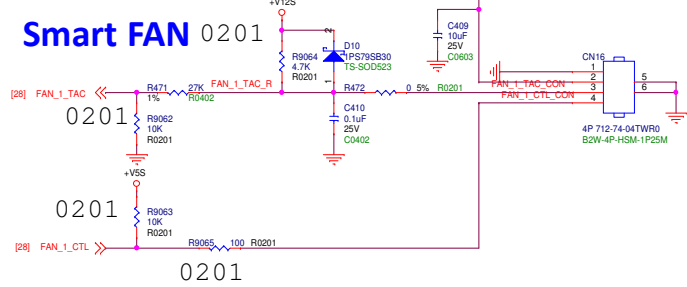 +V12S
Smart FAN 0201
R9064
4.7K
R0201
2
D10
1PS79SB30
TS-SOD523
1
C409
10uF
25V
C0603
CN16
1
2
3
4
5
6
[28] FAN_1_TAC
R471 27K
1% R0402
FAN_1_TAC_R
R472 0 5% R0201
FAN_1_TAC_CON
FAN_1_CTL_CON
0201
R9062
10K
R0201
C410
0.1uF
25V
C0402
4P 712-74-04TWR0
B2W-4P-HSM-1P25M
+V5S
0201
R9063
10K
R0201
[28] FAN_1_CTL
R9065 100 R0201
0201